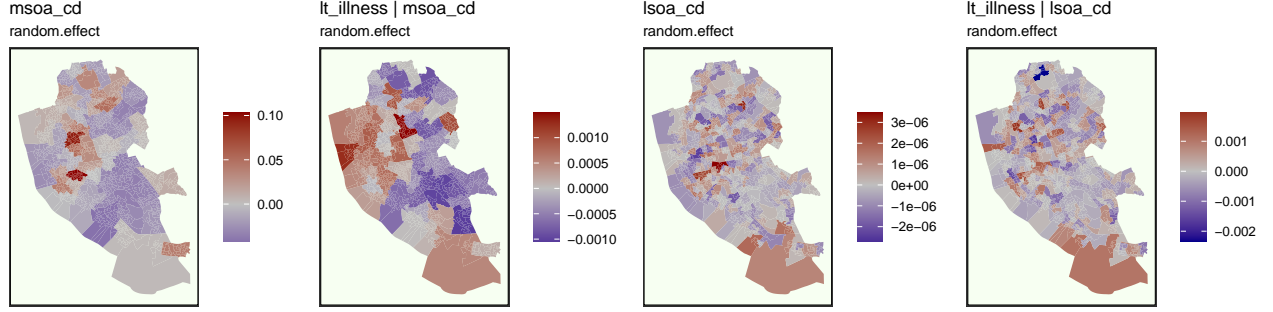 msoa_cd
random.effect
0.10
0.05
0.00
lt_illness | msoa_cd
random.effect
0.0010
0.0005
0.0000
−0.0005
−0.0010
lsoa_cd
random.effect
3e−06
2e−06
1e−06
0e+00
−1e−06
−2e−06
lt_illness | lsoa_cd
random.effect
0.001
0.000
−0.001
−0.002